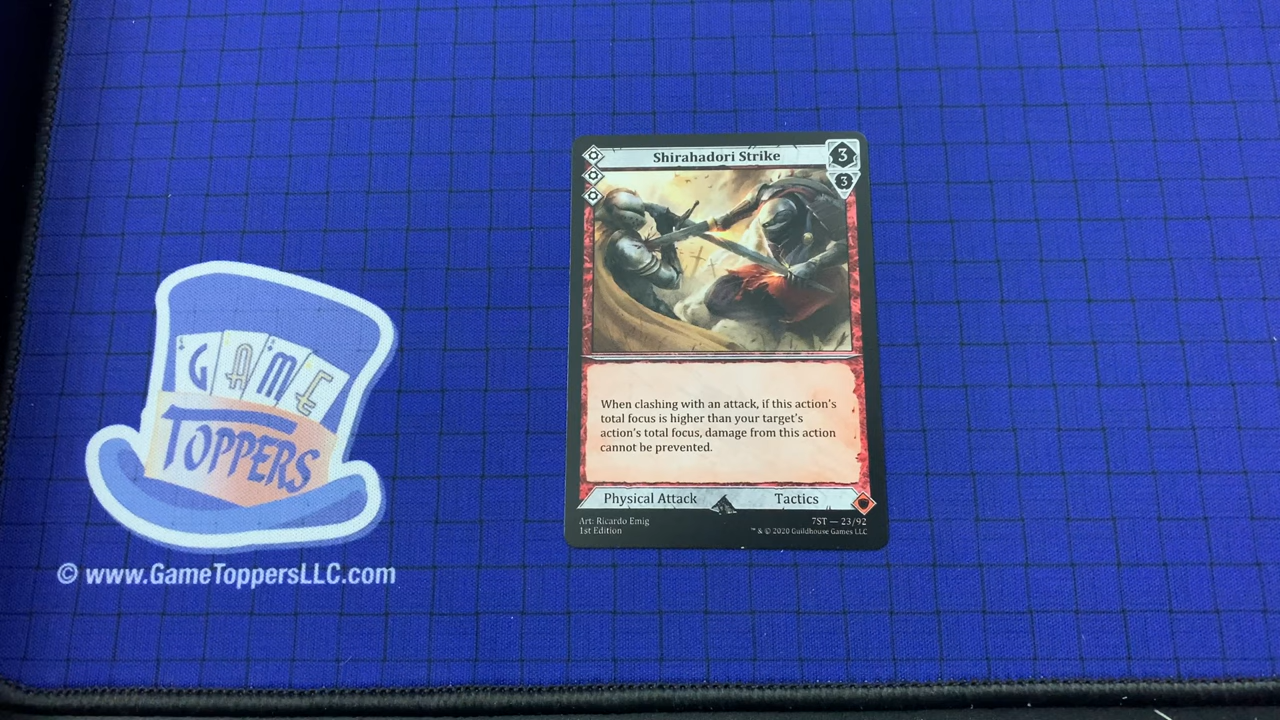 GAME
TOPPERS
© www.GameToppersLLC.com
Shirahadori Strike
3
3
When clashing with an attack, if this action's
total focus is higher than your target's
action's total focus, damage from this action
cannot be prevented.
Physical Attack Tactics
Art: Ricardo Emig 7ST — 23/92
1st Edition ™ & © 2020 Guildhouse Games LLC